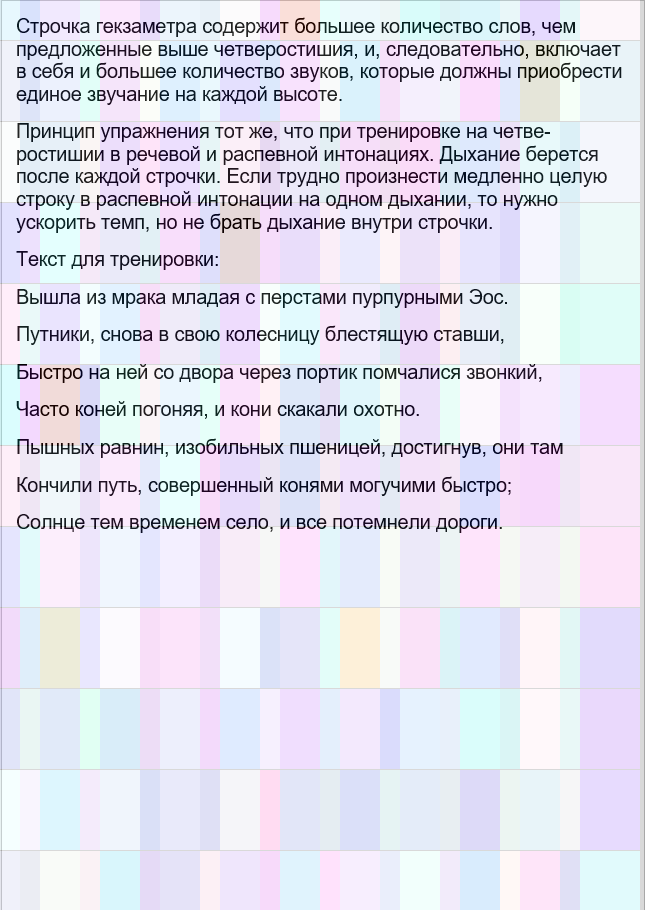 Строчка гекзаметра содержит большее количество слов, чем
предложенные выше четверостишия, и, следовательно, включает
в себя и большее количество звуков, которые должны приобрести
единое звучание на каждой высоте.
Принцип упражнения тот же, что при тренировке на четве-
ростишии в речевой и распевной интонациях. Дыхание берется
после каждой строчки. Если трудно произнести медленно целую
строку в распевной интонации на одном дыхании, то нужно
ускорить темп, но не брать дыхание внутри строчки.
Текст для тренировки:
Вышла из мрака младая с перстами пурпурными Эос.
Путники, снова в свою колесницу блестящую ставши,
Быстро на ней со двора через портик помчалися звонкий,
Часто коней погоняя, и кони скакали охотно.
Пышных равнин, изобильных пшеницей, достигнув, они там
Кончили путь, совершенный конями могучими быстро;
Солнце тем временем село, и все потемнели дороги.